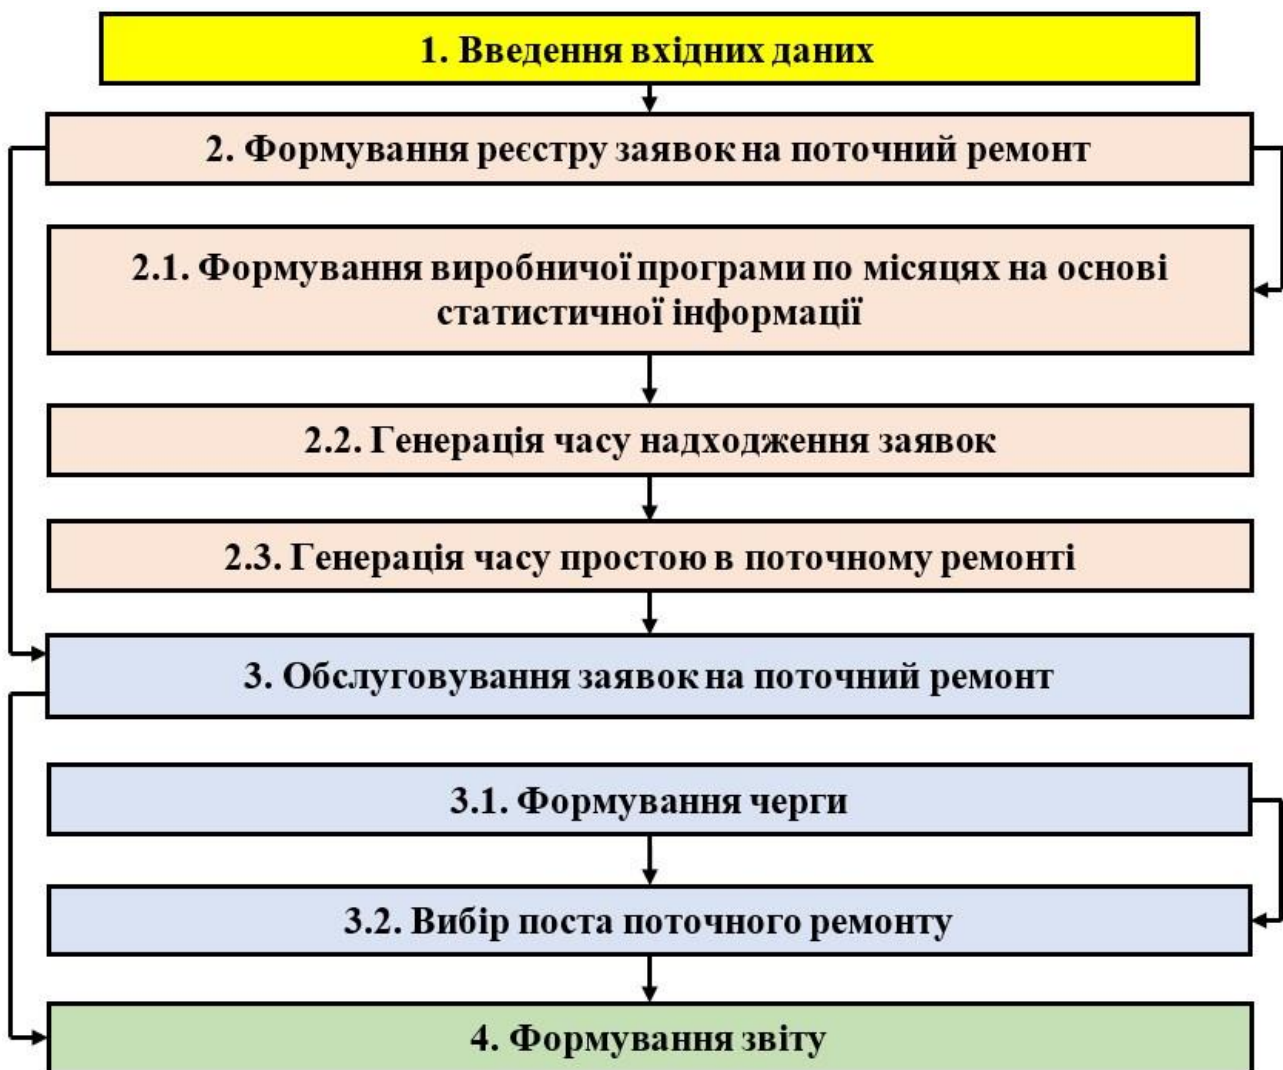 1. Введення вхідних даних
2. Формування реєстру заявок на поточний ремонт
2.1. Формування виробничої програми по місяцях на основі
статистичної інформації
2.2. Генерація часу надходження заявок
2.3. Генерація часу простою в поточному ремонті
3. Обслуговування заявок на поточний ремонт
3.1. Формування черги
3.2. Вибір поста поточного ремонту
4. Формування звіту